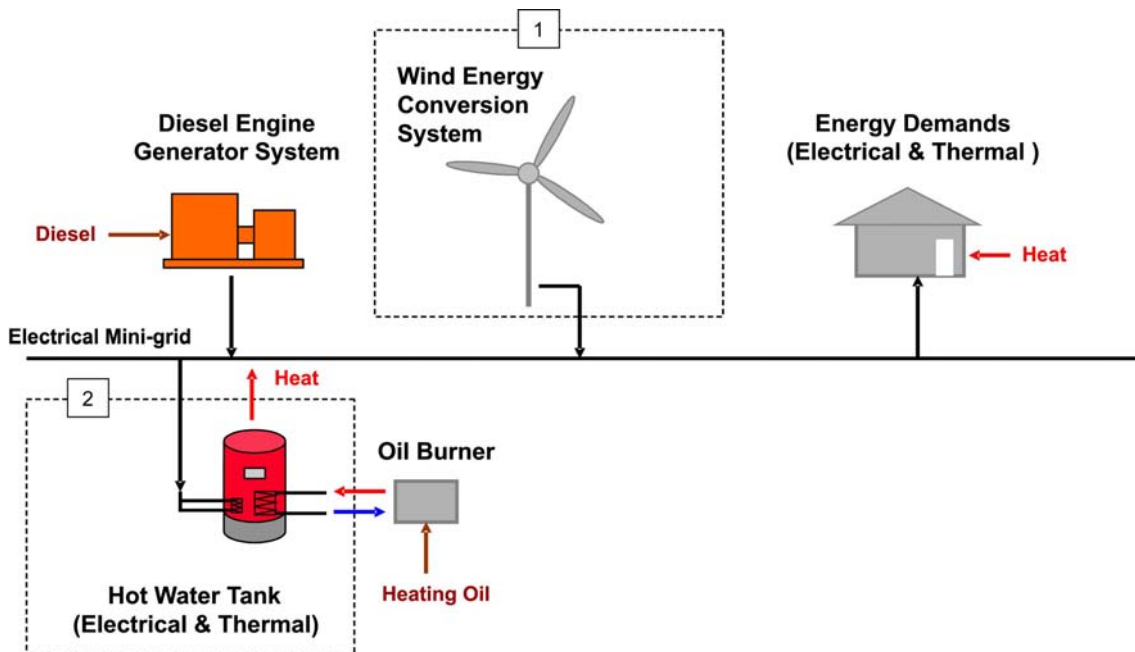 1
Wind Energy
Conversion
System
Diesel Engine
Generator System
Energy Demands
(Electrical & Thermal )
Diesel
Heat
Electrical Mini-grid
Heat
2
Oil Burner
Hot Water Tank
(Electrical & Thermal)
Heating Oil